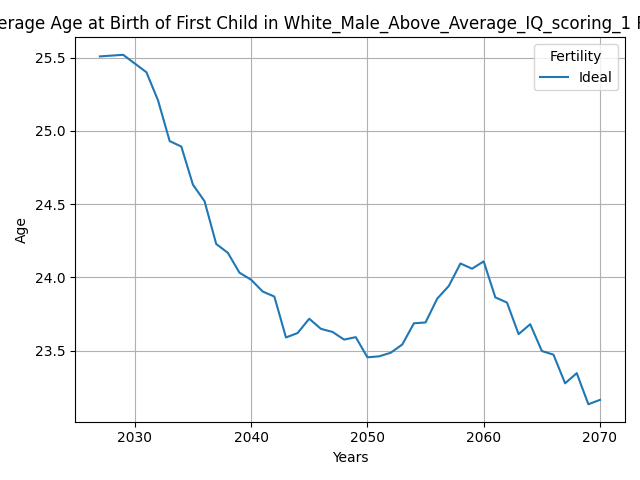 erage Age at Birth of First Child in White_Male_Above_Average_IQ_scoring_1
Fertility
Ideal
25.5
25.0
24.5
24.0
23.5
Age
2030 2040 2050 2060 2070
Years